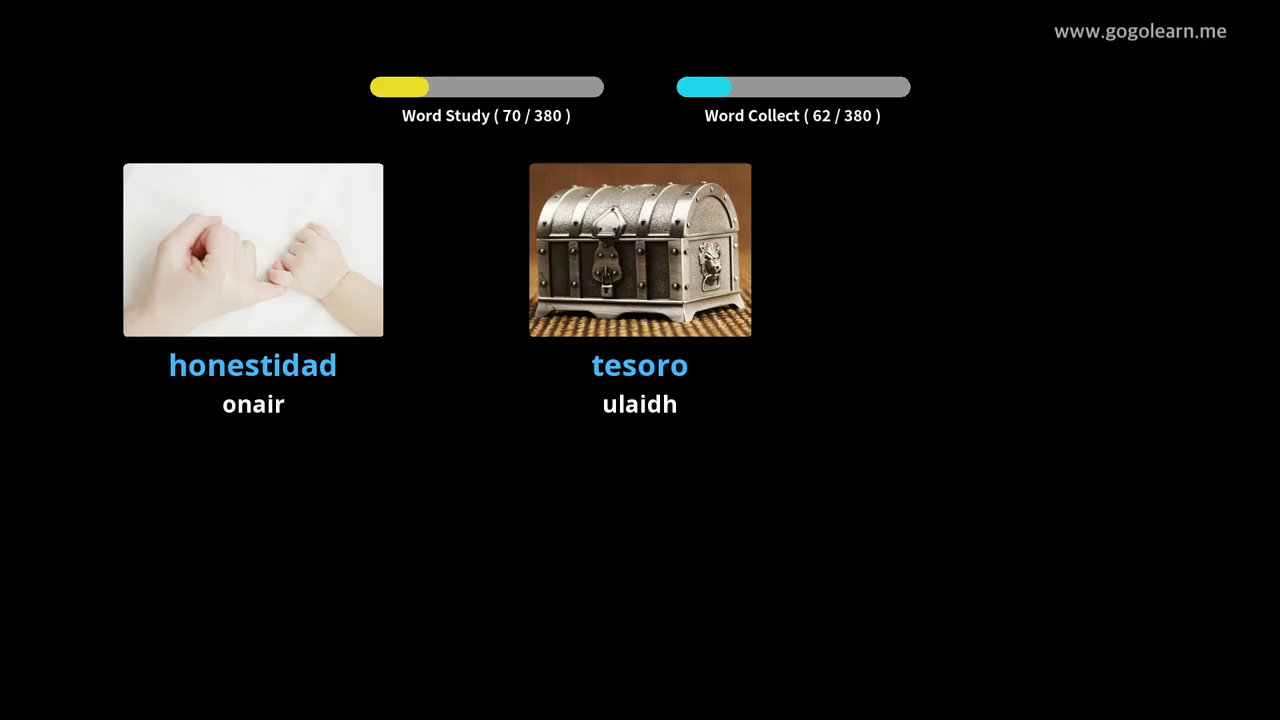 www.gogolearn.me
Word Study ( 70 / 380 )
Word Collect ( 62 / 380 )
honestidad
onair
tesoro
ulaidh